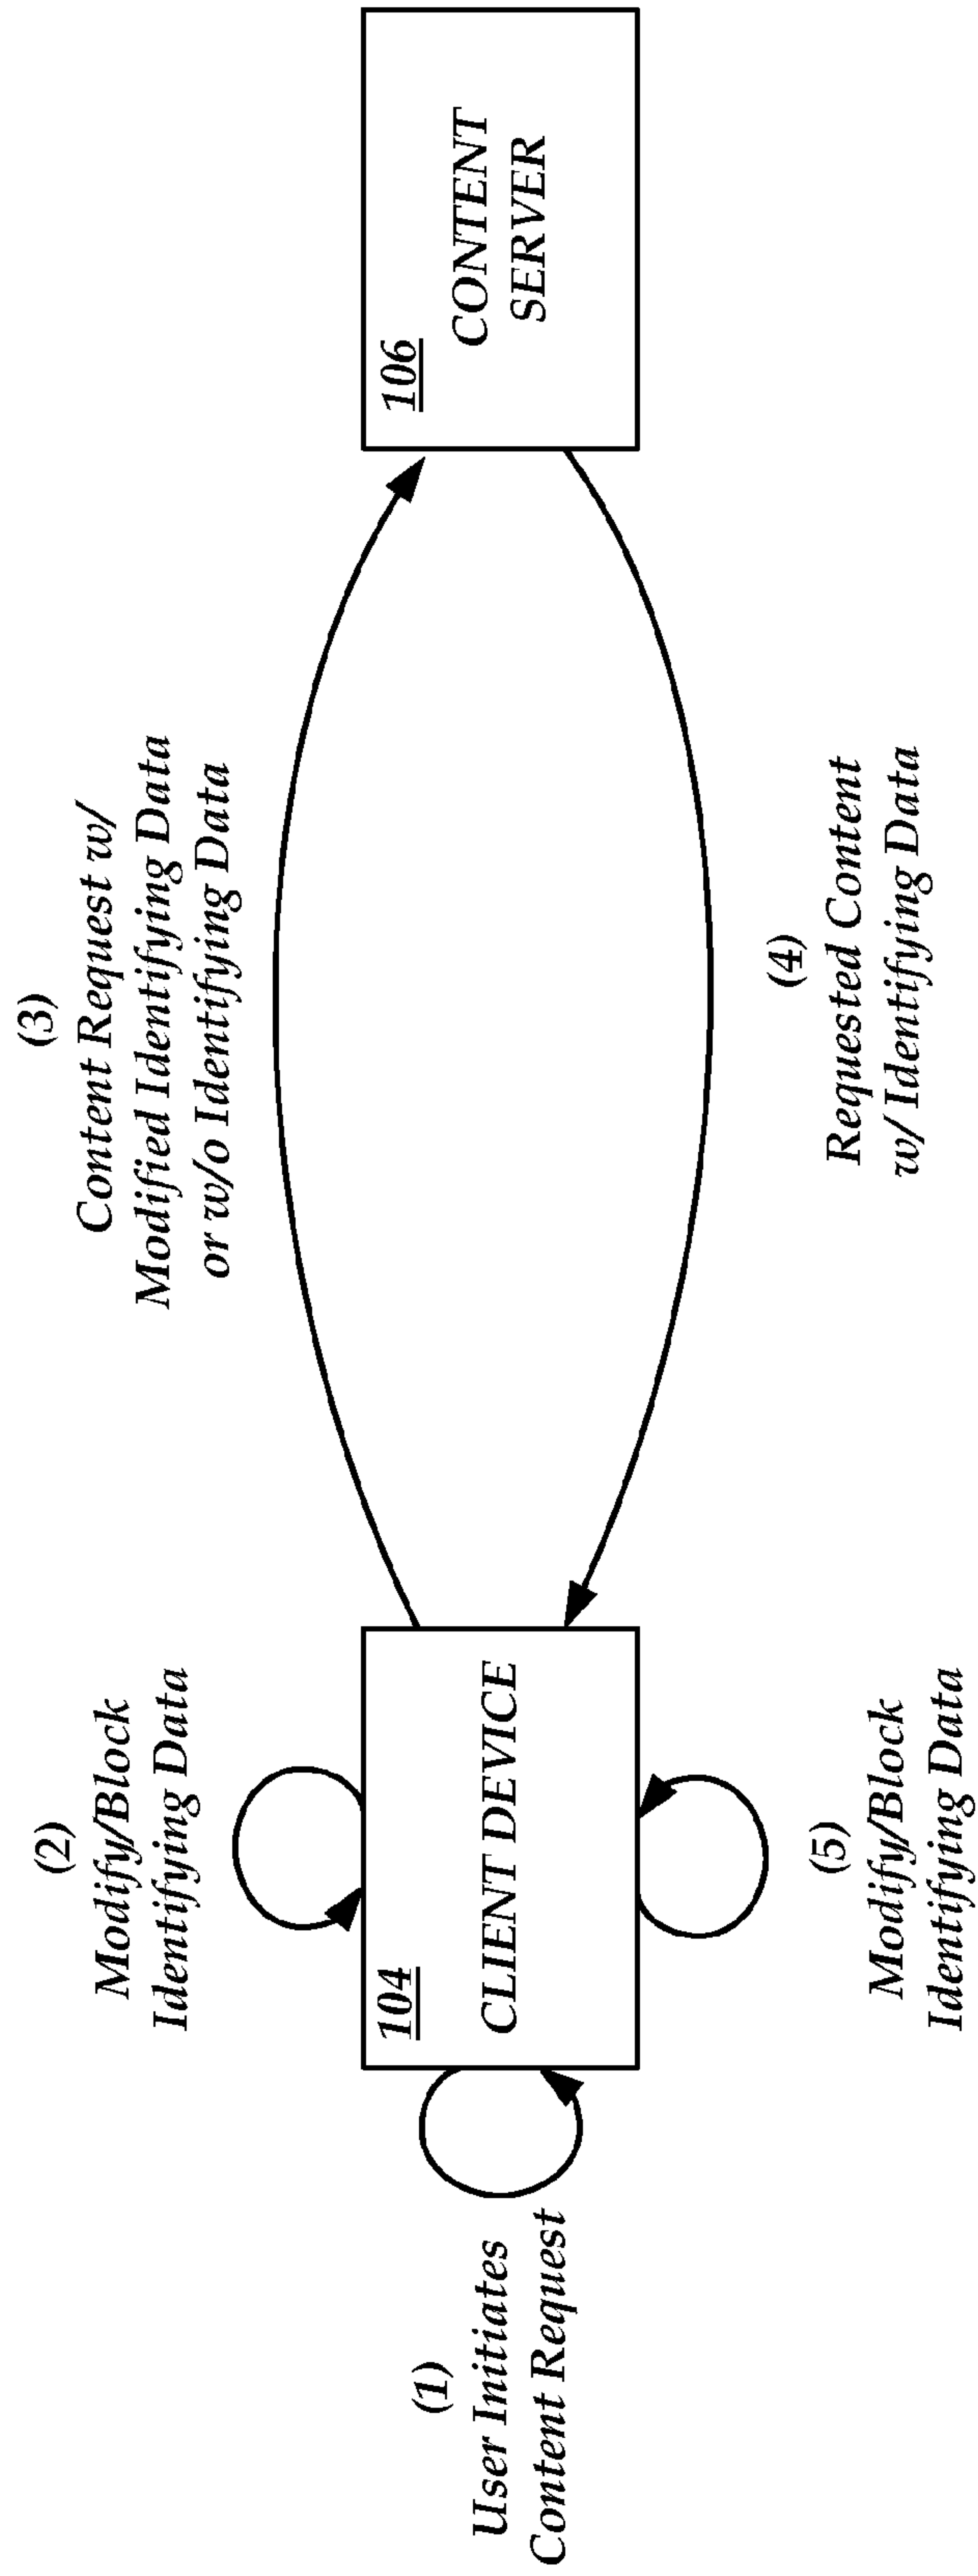 (1)
User Initiates
Content Request
(2)
Modify/Block
Identifying Data
104
CLIENT DEVICE
(3)
Content Request w/
Modified Identifying Data
or w/o Identifying Data
106
CONTENT
SERVER
(4)
Requested Content
w/ Identifying Data
(5)
Modify/Block
Identifying Data